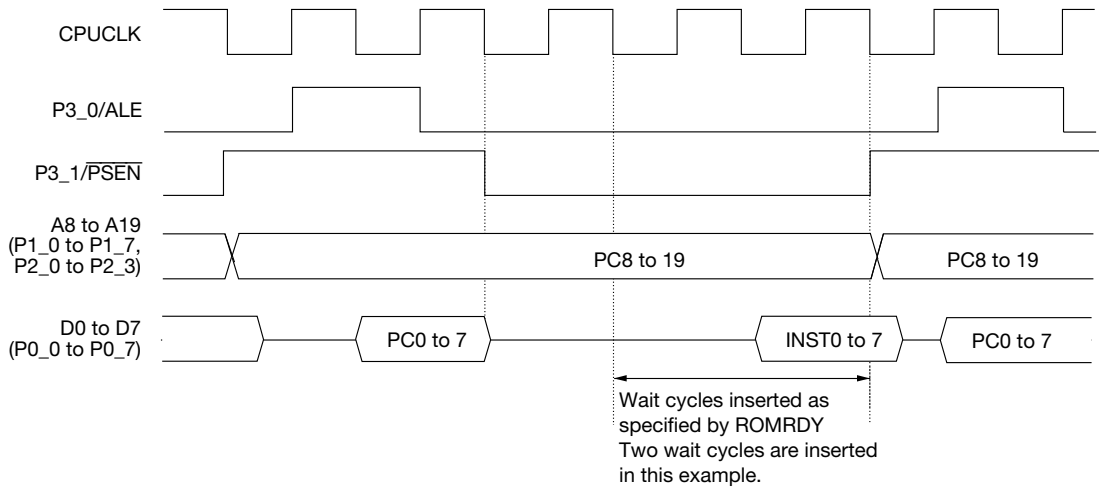 CPUCLK
P3_0/ALE
P3_1/PSEN
A8 to A19
(P1_0 to P1_7,
P2_0 to P2_3)
PC8 to 19
PC8 to 19
D0 to D7
(P0_0 to P0_7)
PC0 to 7
INST0 to 7
PC0 to 7
Wait cycles inserted as
specified by ROMRDY
Two wait cycles are inserted
in this example.